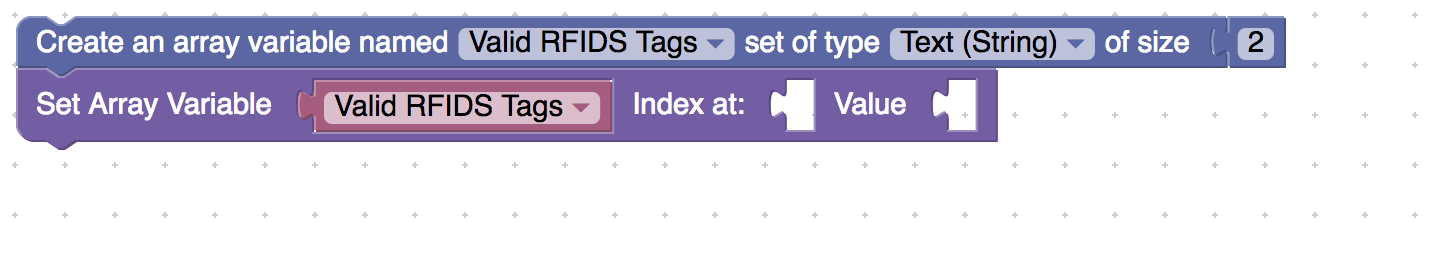 Create an array variable named Valid RFIDS Tags set of type Text (String) of size 2
Set Array Variable Valid RFIDS Tags Index at: Value